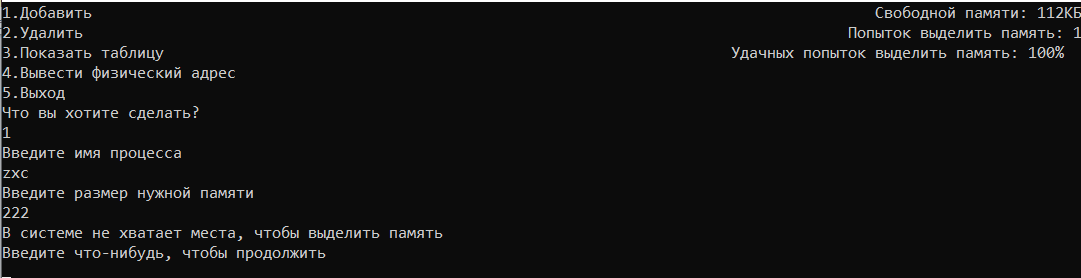 1.Добавить Свободной памяти: 112КБ
2.Удалить Попыток выделить память: 1
3.Показать таблицу Удачных попыток выделить память: 100%
4.Вывести физический адрес
5.Выход
Что вы хотите сделать?
1
Введите имя процесса
zxc
Введите размер нужной памяти
222
В системе не хватает места, чтобы выделить память
Введите что-нибудь, чтобы продолжить